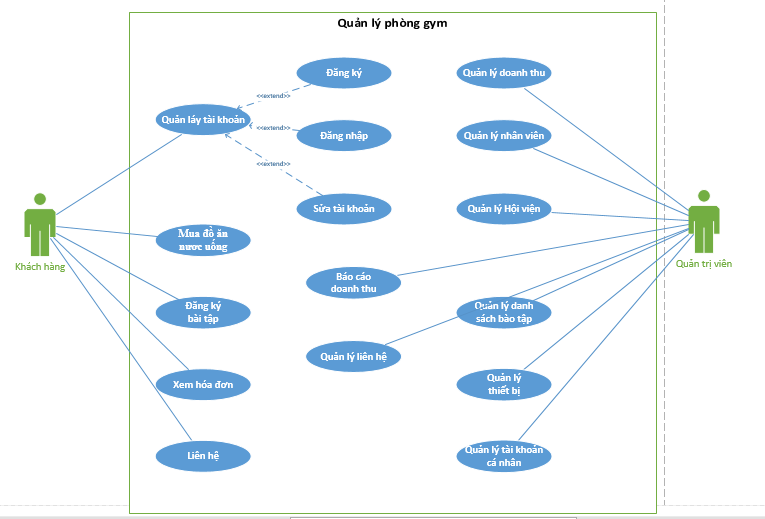 Quản lý phòng gym
Đăng ký
Quản lý doanh thu
<<extend>>
Quản láy tài khoản
<<extend>>
Đăng nhập
Quản lý nhân viên
<<extend>>
Sửa tài khoản
Quản lý Hội viện
Khách hàng
Quản trị viên
Mua đồ ăn
nươc uống
Báo cáo
doanh thu
Đăng ký
bài tập
Quản lý danh
sách bào tập
Quản lý liên hệ
Xem hóa đơn
Quản lý
thiết bị
Liên hệ
Quản lý tài khoản
cá nhân